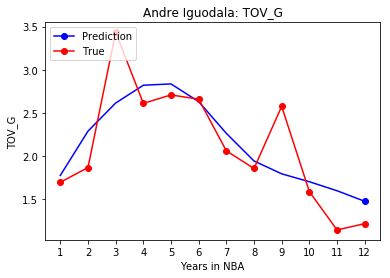 Andre Iguodala: TOV_G
Prediction
True
3.5
3.0
2.5
2.0
1.5
TOV_G
1 2 3 4 5 6 7 8 9 10 11 12
Years in NBA